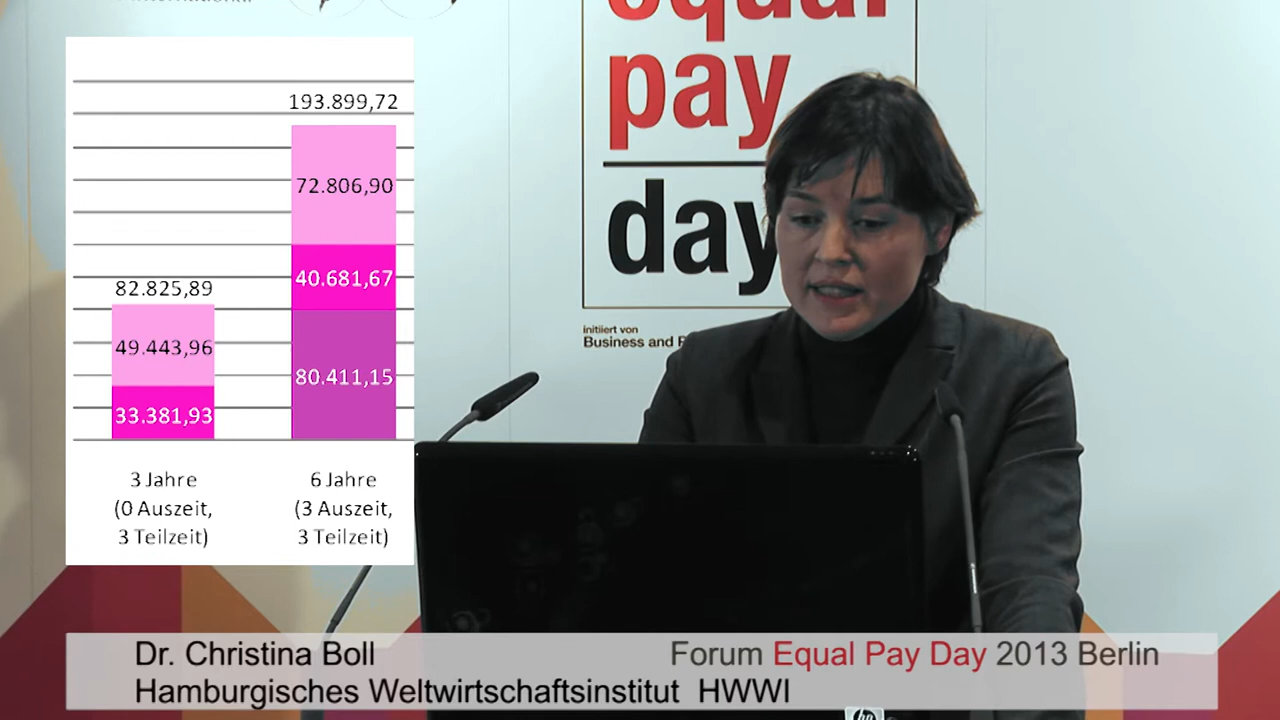 equal
pay
day
initiiert von
Business and
193.899,72
72.806,90
40.681,67
80.411,15
82.825,89
49.443,96
33.381,93
3 Jahre
(0 Auszeit,
3 Teilzeit)
6 Jahre
(3 Auszeit,
3 Teilzeit)
Dr. Christina Boll
Hamburgisches Weltwirtschaftsinstitut HWWI
Forum Equal Pay Day 2013 Berlin
hp